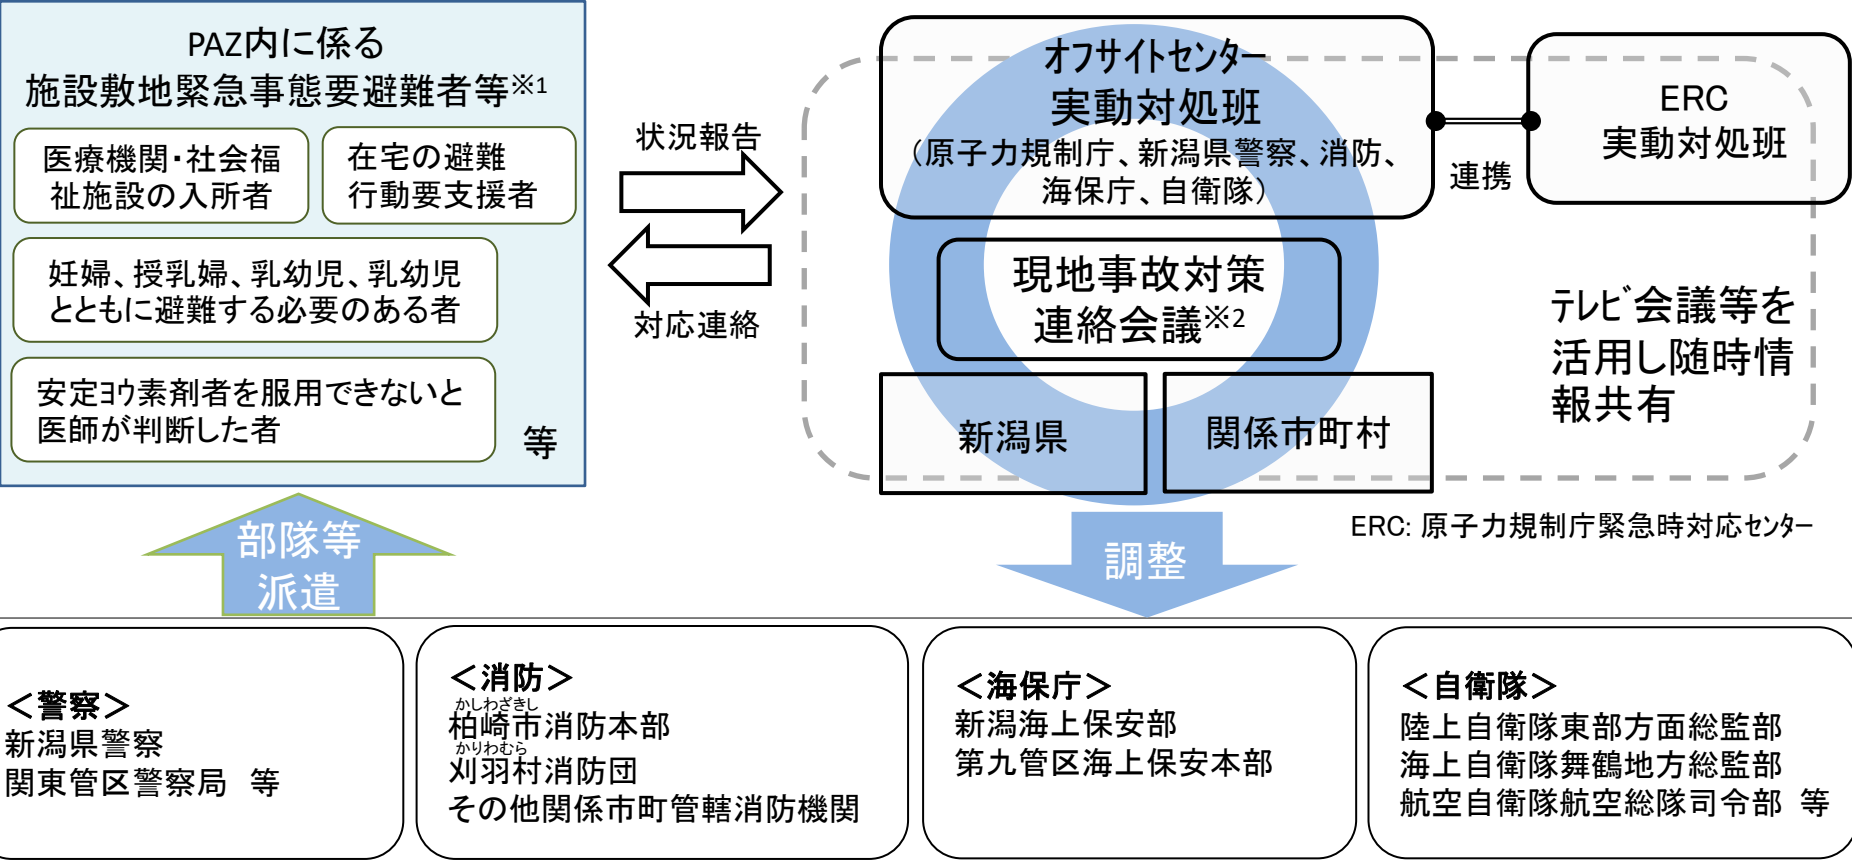 PAZ内に係る
施設敷地緊急事態要避難者等※1
医療機関・社会福
祉施設の入所者
在宅の避難
行動要支援者
妊婦、授乳婦、乳幼児、乳幼児
とともに避難する必要のある者
安定ヨウ素剤者を服用できないと
医師が判断した者
等
状況報告
対応連絡
オフサイトセンター
実動対処班
（原子力規制庁、新潟県警察、消防、
海保庁、自衛隊）
連携
ERC
実動対処班
現地事故対策
連絡会議※2
新潟県
関係市町村
テレビ会議等を
活用し随時情
報共有
ERC: 原子力規制庁緊急時対応センター
部隊等
派遣
調整
＜警察＞
新潟県警察
関東管区警察局　等
＜消防＞
かしわざきし
柏崎市消防本部
かりわむら
刈羽村消防団
その他関係市町管轄消防機関
＜海保庁＞
新潟海上保安部
第九管区海上保安本部
＜自衛隊＞
陸上自衛隊東部方面総監部
海上自衛隊舞鶴地方総監部
航空自衛隊航空総隊司令部　等